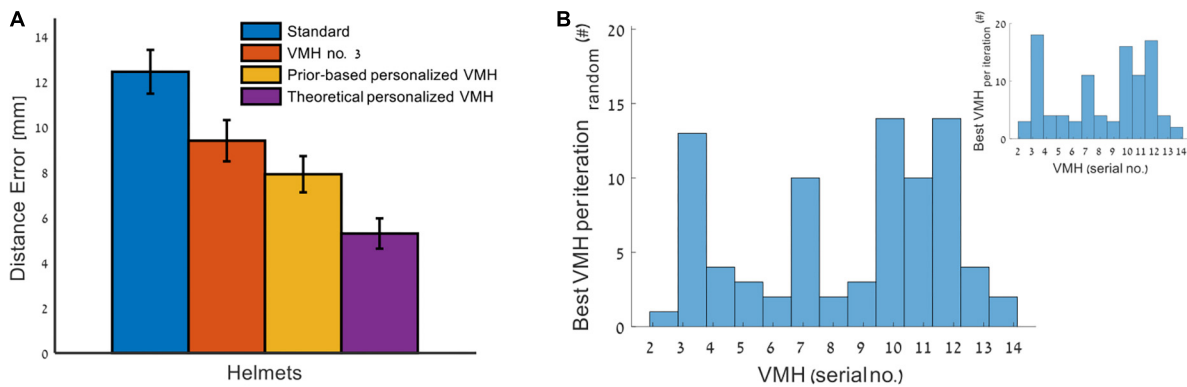 A
14
12
10
8
6
4
2
0
Distance Error [mm]
Helmets
Standard
VMH no. 3
Prior-based personalized VMH
Theoretical personalized VMH
B
20
15
10
5
0
Best VMH per iteration random (#)
2 3 4 5 6 7 8 9 10 11 12 13 14
VMH (serial no.)
20
10
0
Best VMH per iteration (#)
2 3 4 5 6 7 8 9 10 11 12 13 14
VMH (serial no.)